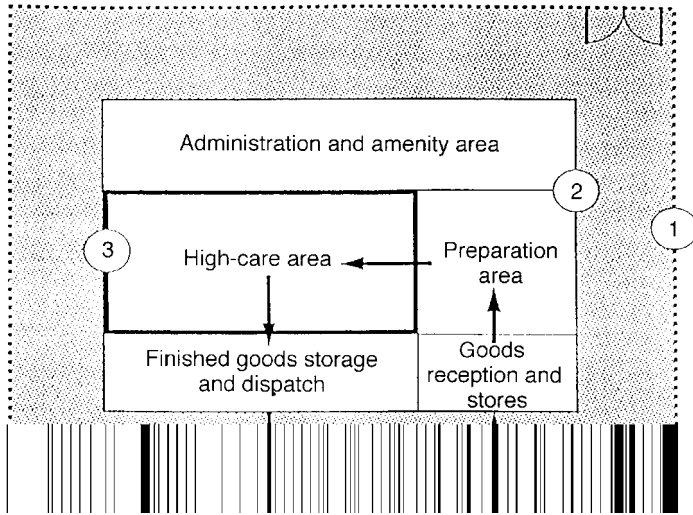 Administration and amenity area
2
1
3
High-care area
Preparation
area
Finished goods storage
and dispatch
Goods
reception and
stores